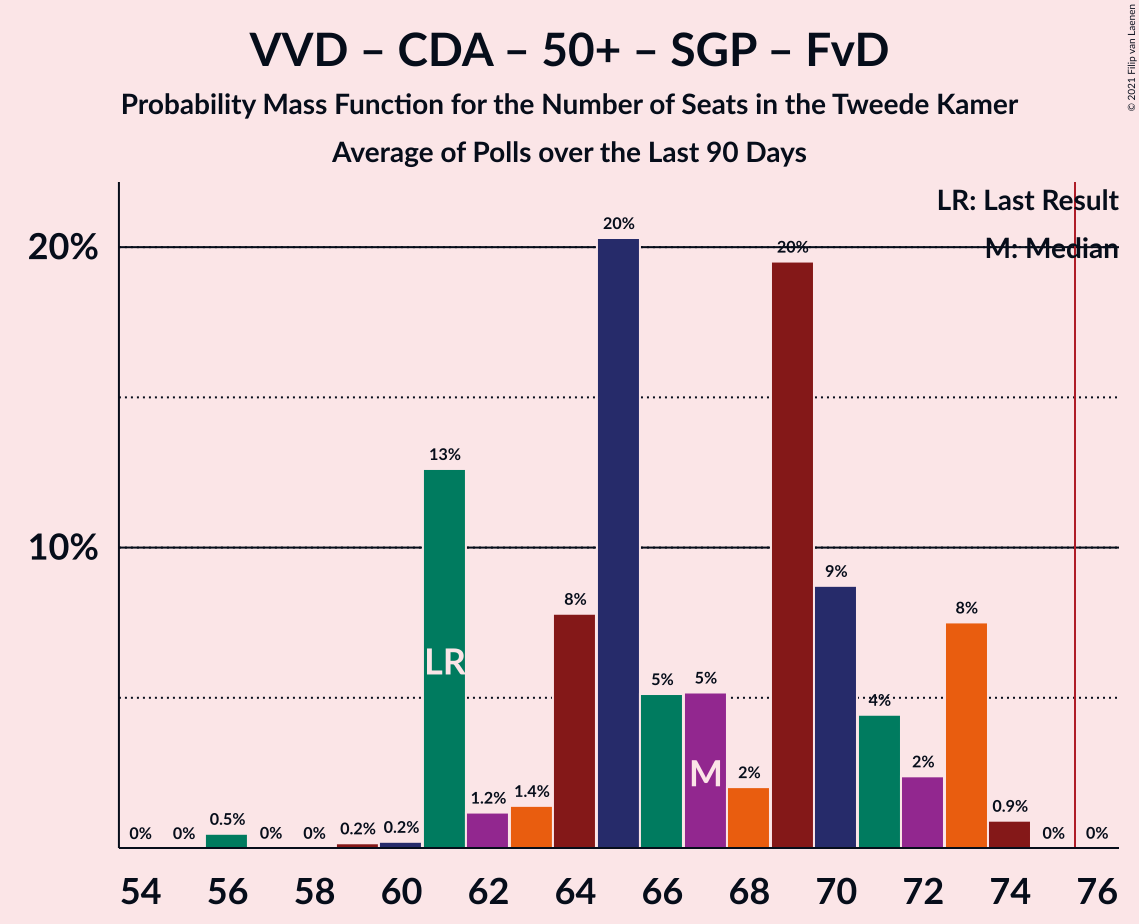 VVD – CDA – 50+ – SGP – FvD
Probability Mass Function for the Number of Seats in the Tweede Kamer
Average of Polls over the Last 90 Days
© 2021 Filip van Laenen
LR: Last Result
M: Median
20%
10%
0% 0% 0.5% 0% 0% 0.2% 0.2% 13% 1.2% 1.4% 8% 20% 5% 5% 2% 20% 9% 4% 2% 8% 0.9% 0% 0%
LR
M
54 56 58 60 62 64 66 68 70 72 74 76